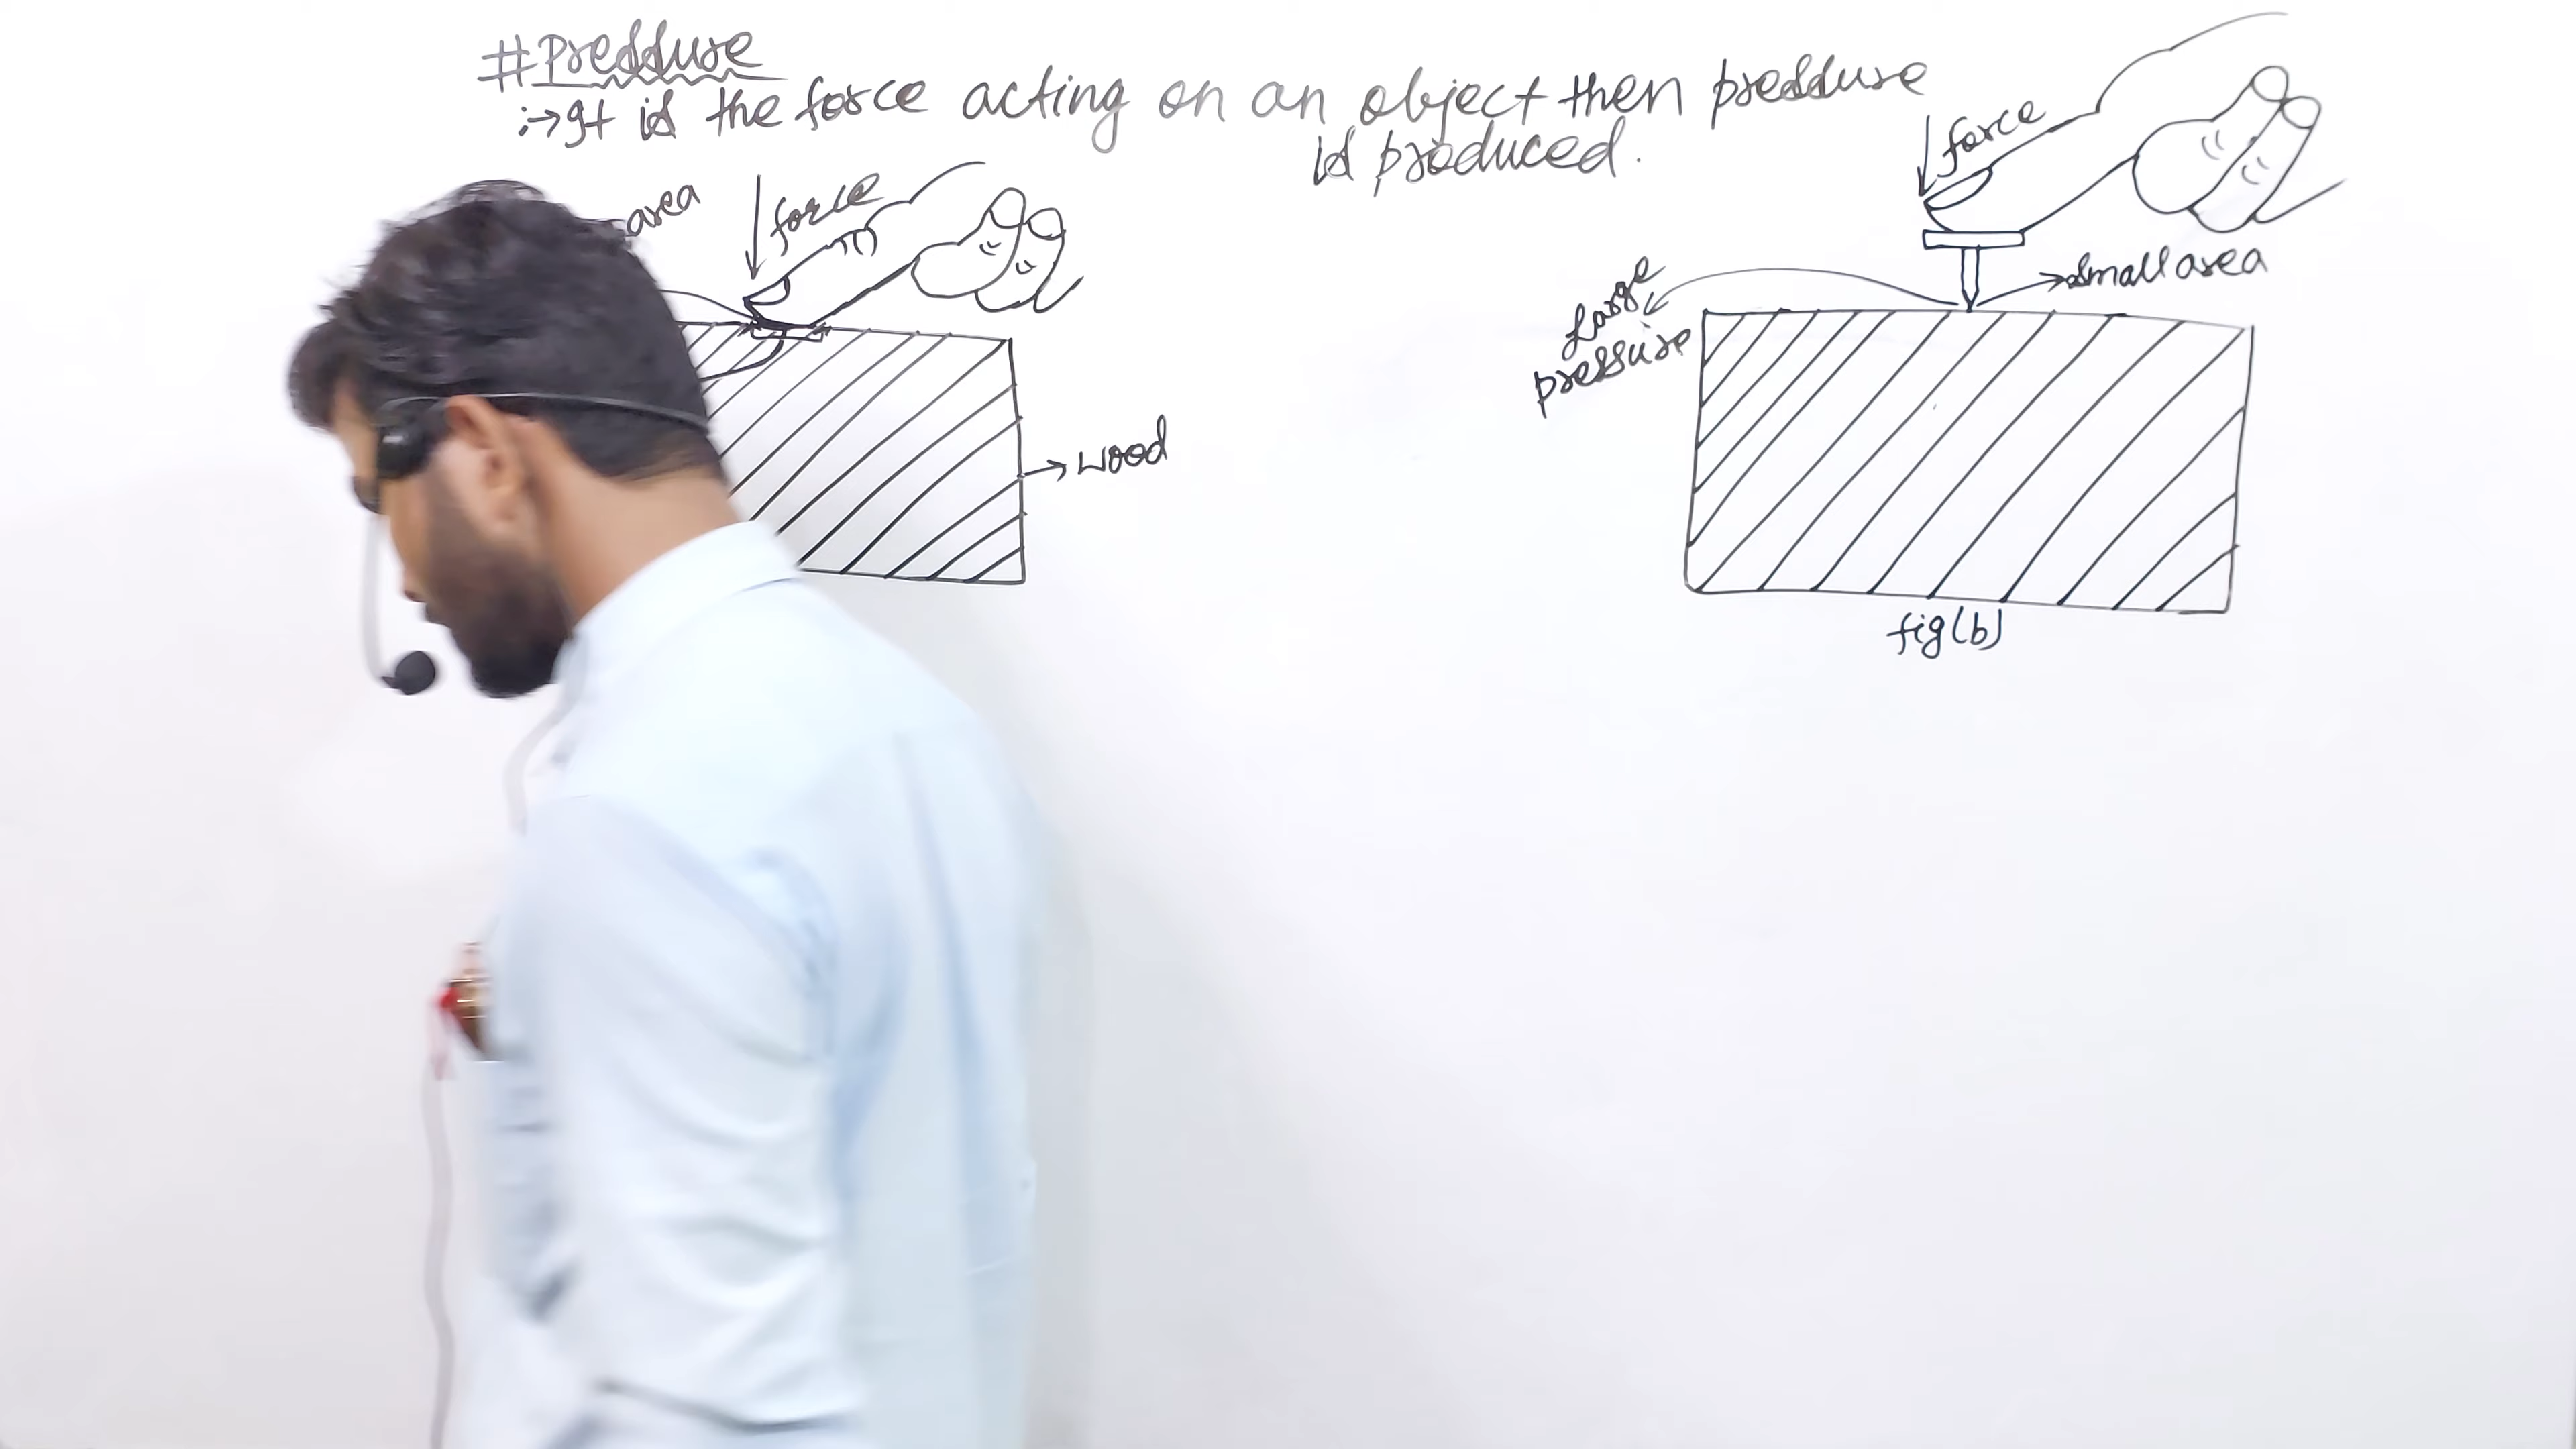 #Pressure
:→ It is the force acting on an object then pressure
is produced.
area
force
wood
force
small area
Large
pressure
fig(b)